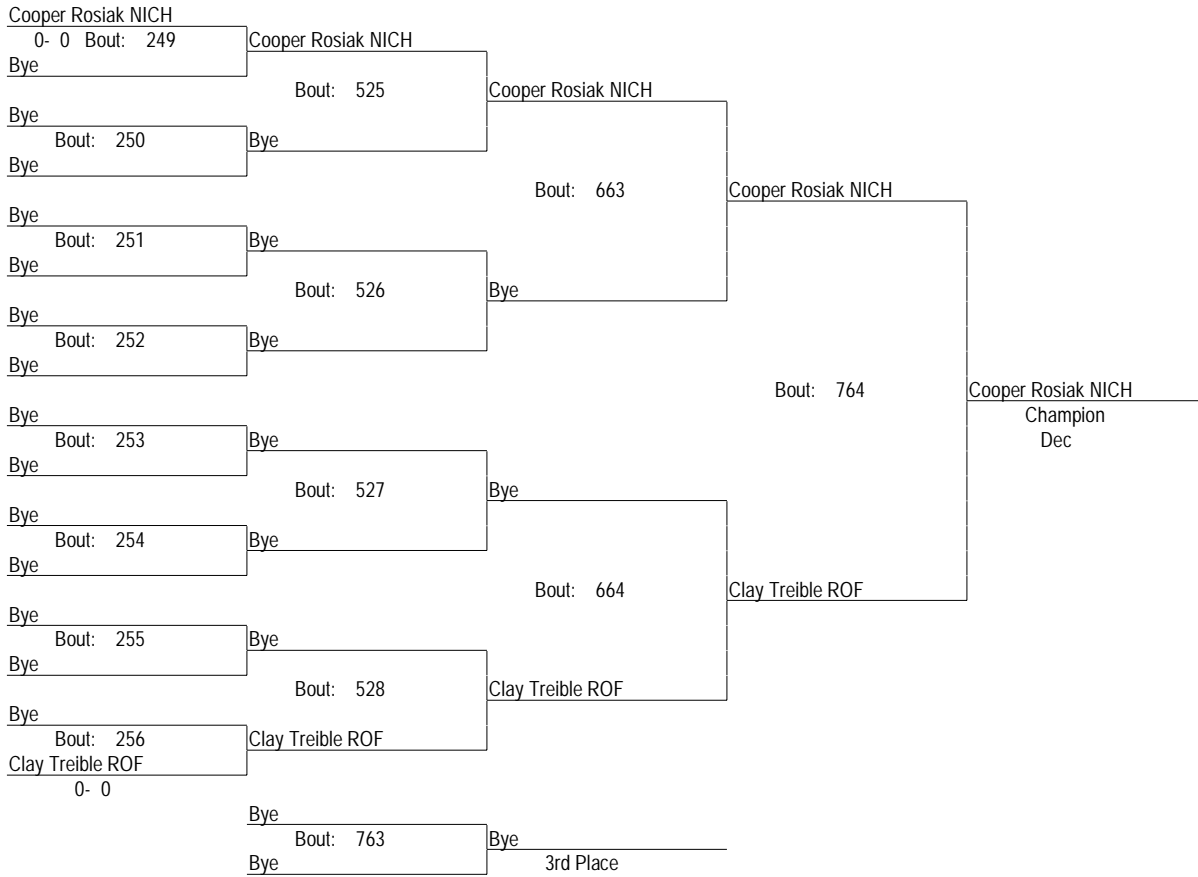 Cooper Rosiak NICH
0- 0 Bout: 249
Cooper Rosiak NICH
Bye
Bout: 525
Cooper Rosiak NICH
Bye
Bout: 250
Bye
Bye
Bout: 663
Cooper Rosiak NICH
Bye
Bout: 251
Bye
Bye
Bout: 526
Bye
Bye
Bout: 252
Bye
Bye
Bout: 764
Cooper Rosiak NICH
Champion
Dec
Bye
Bout: 253
Bye
Bye
Bout: 527
Bye
Bye
Bout: 254
Bye
Bye
Bout: 664
Clay Treible ROF
Bye
Bout: 255
Bye
Bye
Bout: 528
Clay Treible ROF
Bye
Bout: 256
Clay Treible ROF
Clay Treible ROF
0- 0
Bye
Bout: 763
Bye
Bye
3rd Place